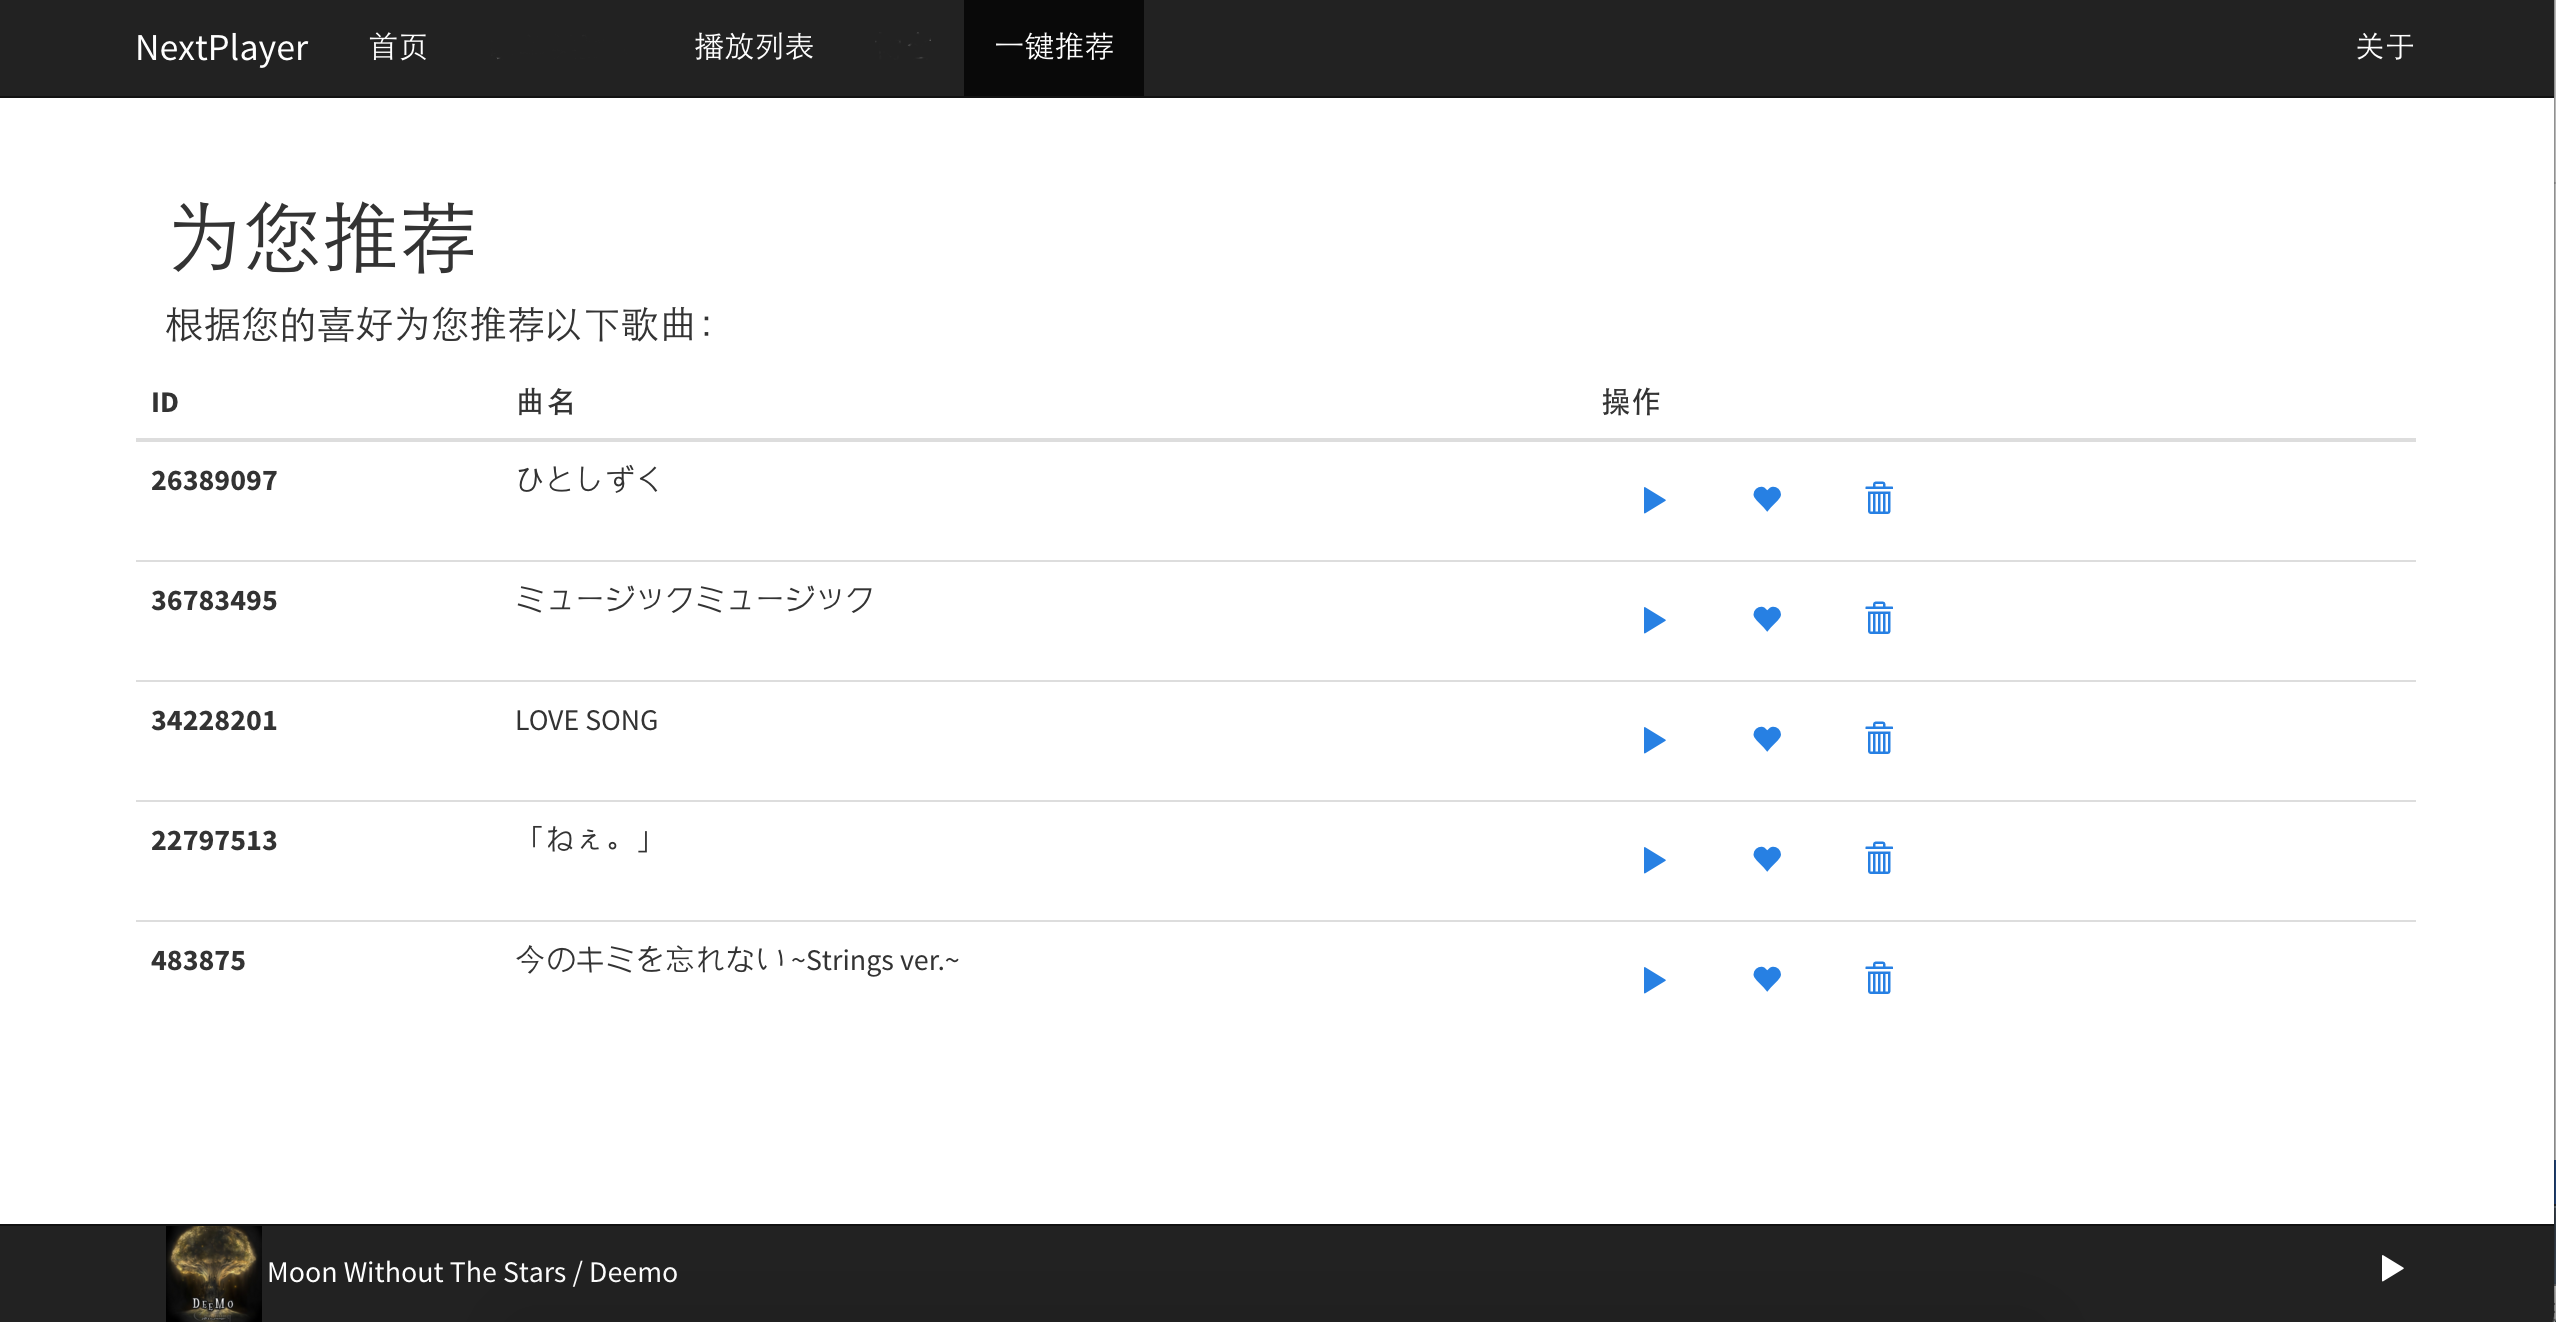 NextPlayer 首页 播放列表 一键推荐 关于
为您推荐
根据您的喜好为您推荐以下歌曲：
ID 曲名 操作
26389097 ひとしずく
36783495 ミュージックミュージック
34228201 LOVE SONG
22797513 「ねぇ。」
483875 今のキミを忘れない ~Strings ver.~
DEEMO
Moon Without The Stars / Deemo